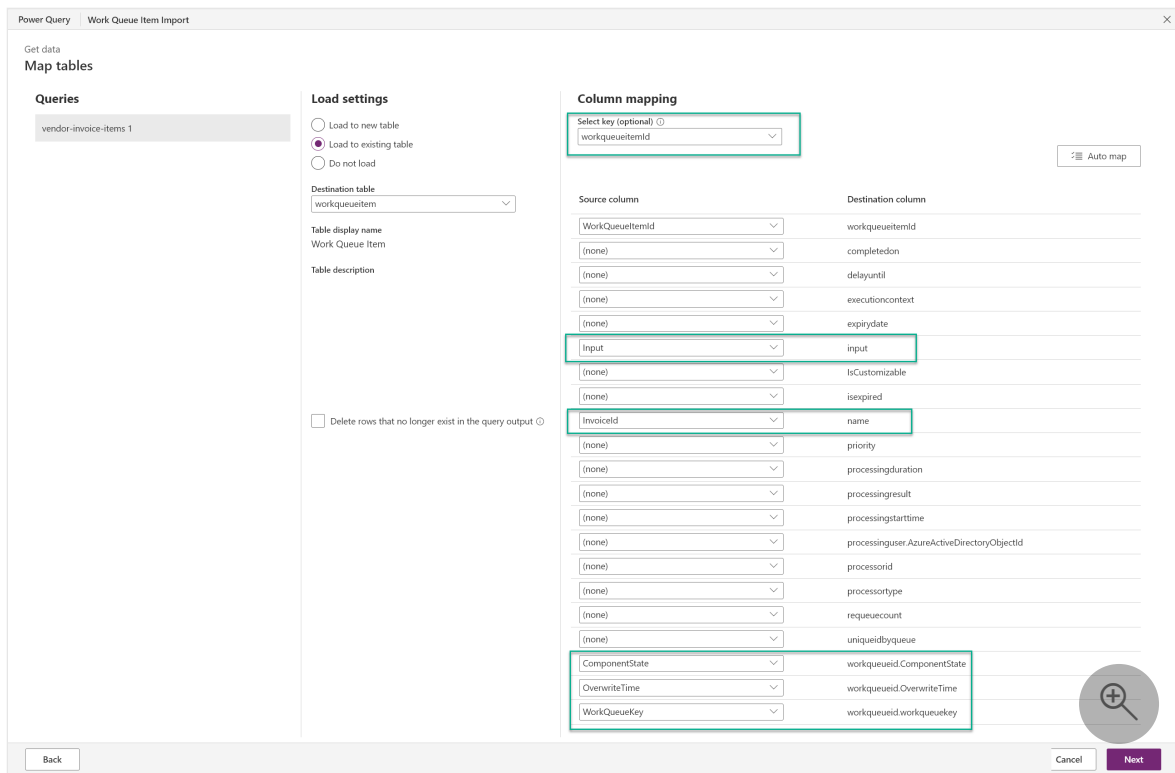 Power Query Work Queue Item Import
Get data
Map tables
Queries
vendor-invoice-items 1
Load settings
Load to new table
Load to existing table
Do not load
Destination table
workqueueitem
Table display name
Work Queue Item
Table description
Delete rows that no longer exist in the query output
Column mapping
Select key (optional)
workqueueitemId
Auto map
Source column Destination column
WorkQueueItemId workqueueitemId
(none) completedon
(none) delayuntil
(none) executioncontext
(none) expirydate
Input input
(none) IsCustomizable
(none) isexpired
InvoiceId name
(none) priority
(none) processingduration
(none) processingresult
(none) processingstarttime
(none) processinguser.AzureActiveDirectoryObjectId
(none) processorid
(none) processortype
(none) requeuecount
(none) uniqueidbyqueue
ComponentState workqueueid.ComponentState
OverwriteTime workqueueid.OverwriteTime
WorkQueueKey workqueueid.workqueuekey
Back Cancel Next